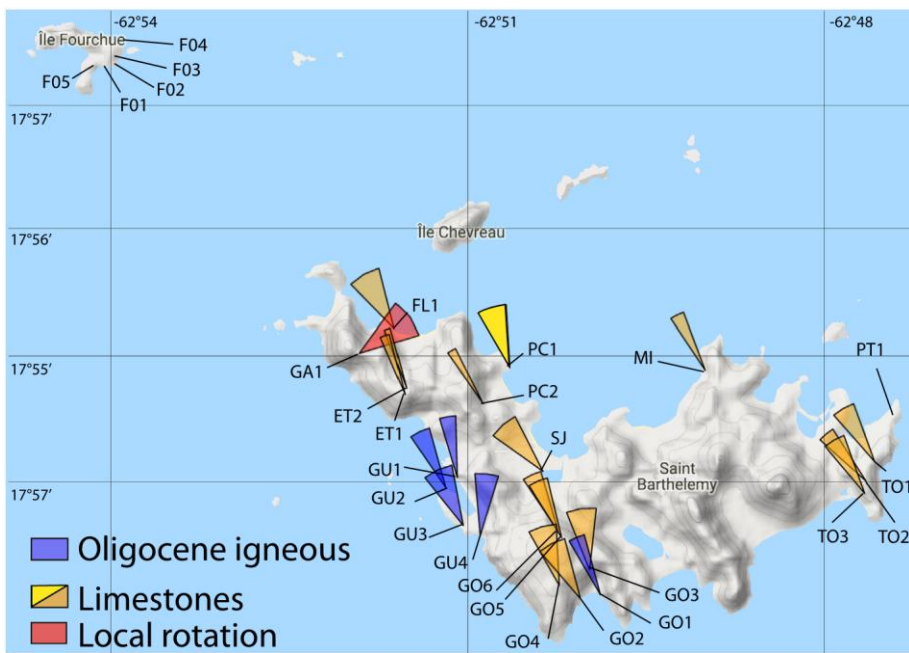 -62°54 -62°51 -62°48
Île Fourchue
F04
F03
F05
F02
F01
17°57′
17°56′
Île Chevreau
FL1
GA1
PC1
MI
PT1
17°55′
ET2
PC2
ET1
SJ
GU1
Saint
Barthelemy
TO1
GU2
17°57′
GU3
TO3
TO2
GU4
Oligocene igneous
GO6
GO3
GO5
GO1
Limestones
GO4
GO2
Local rotation